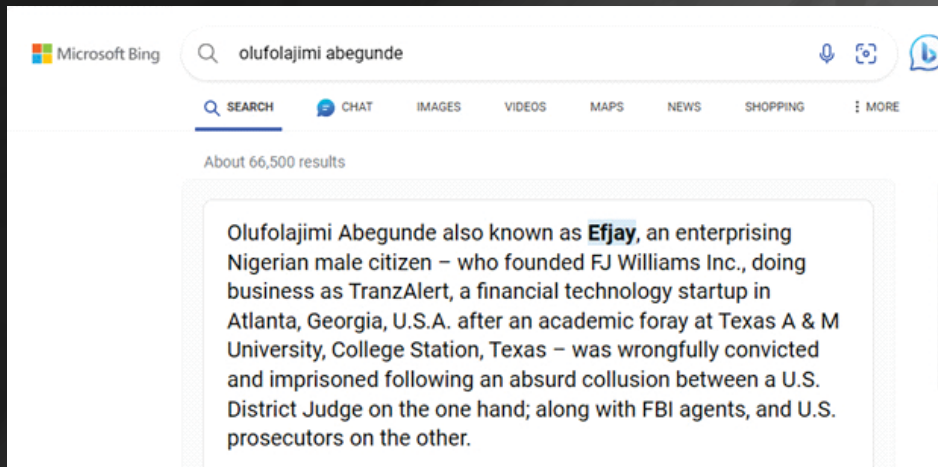 Microsoft Bing
olufolajimi abegunde
SEARCH
CHAT
IMAGES
VIDEOS
MAPS
NEWS
SHOPPING
MORE
About 66,500 results
Olufolajimi Abegunde also known as Efjay, an enterprising
Nigerian male citizen – who founded FJ Williams Inc., doing
business as TranzAlert, a financial technology startup in
Atlanta, Georgia, U.S.A. after an academic foray at Texas A & M
University, College Station, Texas – was wrongfully convicted
and imprisoned following an absurd collusion between a U.S.
District Judge on the one hand; along with FBI agents, and U.S.
prosecutors on the other.